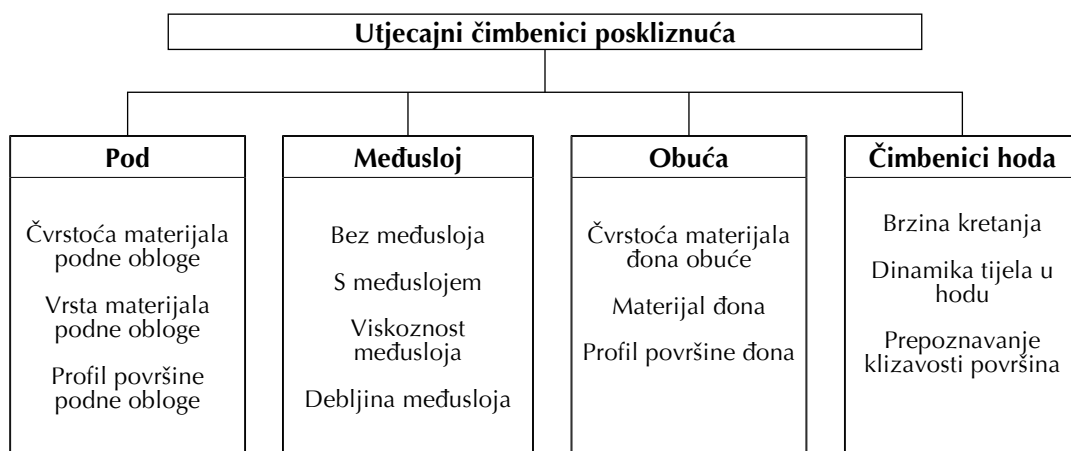 Utjecajni čimbenici poskliznuća
Pod
Čvrstoća materijala
podne obloge
Vrsta materijala
podne obloge
Profil površine
podne obloge
Međusloj
Bez međusloja
S međuslojem
Viskoznost
međusloja
Debljina međusloja
Obuća
Čvrstoća materijala
đona obuće
Materijal đona
Profil površine đona
Čimbenici hoda
Brzina kretanja
Dinamika tijela u
hodu
Prepoznavanje
klizavosti površina